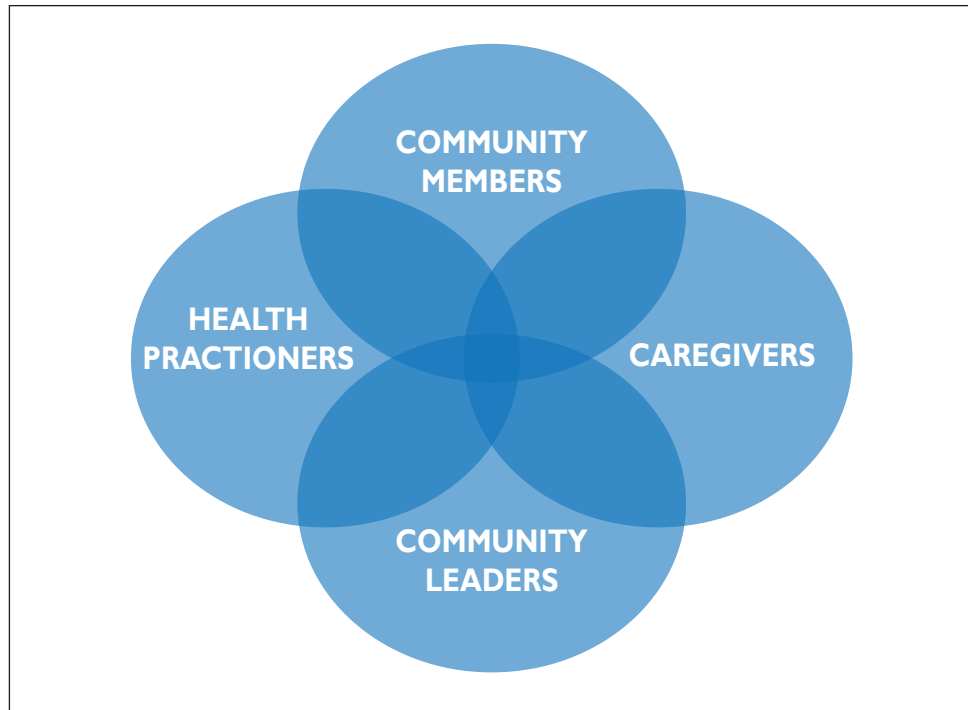 COMMUNITY
MEMBERS
HEALTH
PRACTIONERS
CAREGIVERS
COMMUNITY
LEADERS